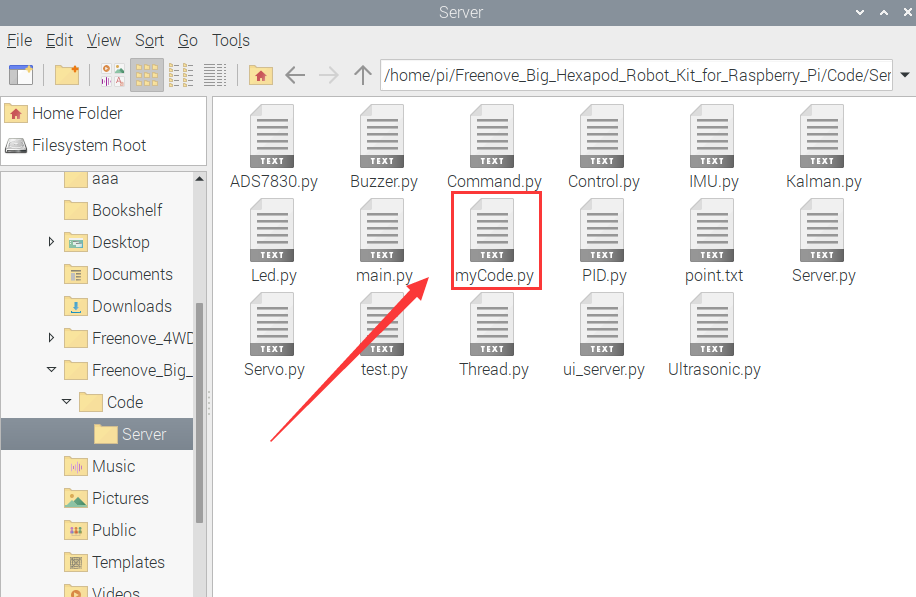 Server
File Edit View Sort Go Tools
/home/pi/Freenove_Big_Hexapod_Robot_Kit_for_Raspberry_Pi/Code/Ser
Home Folder
Filesystem Root
aaa
Bookshelf
Desktop
Documents
Downloads
Freenove_4WD
Freenove_Big_
Code
Server
Music
Pictures
Public
Templates
Videos
TEXT TEXT TEXT TEXT TEXT TEXT
ADS7830.py Buzzer.py Command.py Control.py IMU.py Kalman.py
TEXT TEXT TEXT TEXT TEXT TEXT
Led.py main.py myCode.py PID.py point.txt Server.py
TEXT TEXT TEXT TEXT TEXT
Servo.py test.py Thread.py ui_server.py Ultrasonic.py